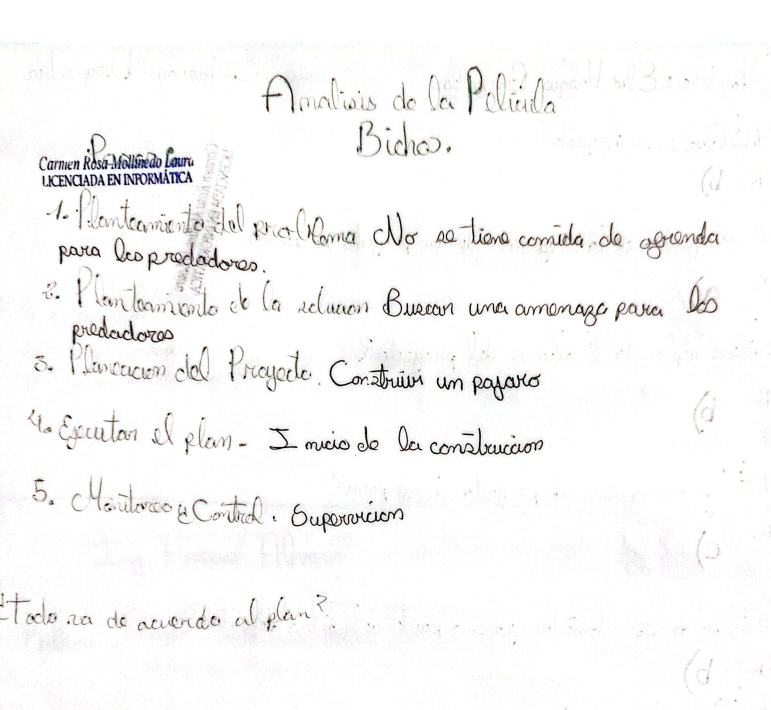 Analisis de la Pelicula
Bichos.
Carmen Rosa Mollinedo Laura
LICENCIADA EN INFORMÁTICA
1. Planteamiento del problema No se tiene comida de ofrenda
para los predadores.
2. Planteamiento de la solucion Buscan una amenaza para los
predadores
3. Planeacion del Proyecto. Construir un pajaro
4. Ejecutar el plan - Inicio de la construccion
5. Monitoreo & Control. Supervicion
¿Todo va de acuerdo al plan?